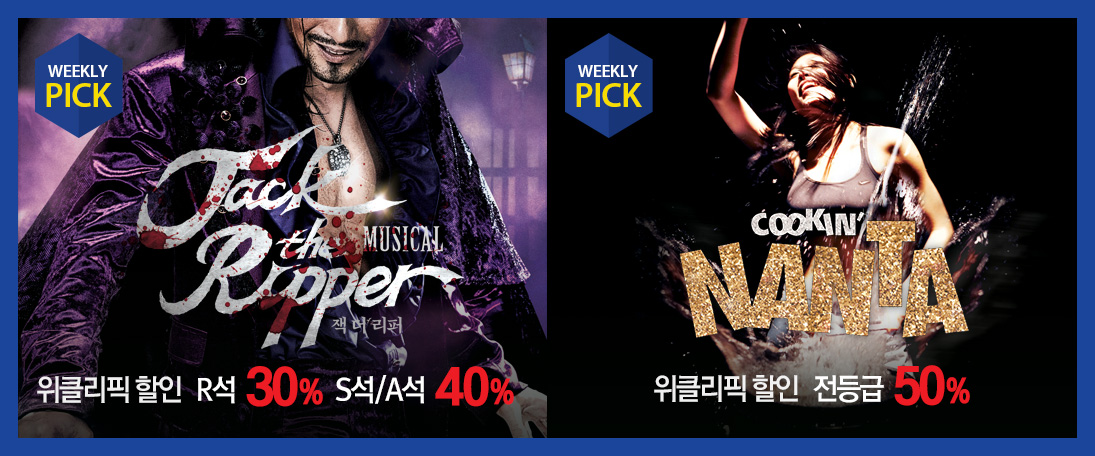 WEEKLY
PICK
Jack
the
Ripper
MUSICAL
잭 더 리퍼
위클리픽 할인 R석 30% S석/A석 40%
WEEKLY
PICK
COOKIN'
NANTA
위클리픽 할인 전등급 50%